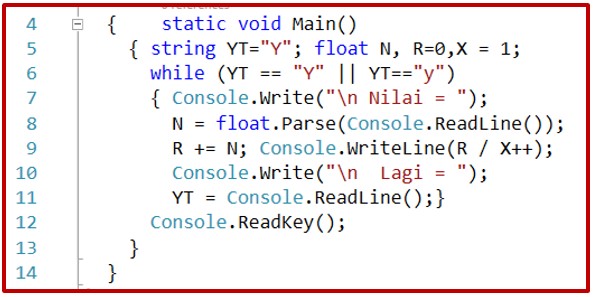 4 {    static void Main()
5 { string YT="Y"; float N, R=0,X = 1;
6 while (YT == "Y" || YT=="y")
7 { Console.Write("\n Nilai = ");
8 N = float.Parse(Console.ReadLine());
9 R += N; Console.WriteLine(R / X++);
10 Console.Write("\n  Lagi = ");
11 YT = Console.ReadLine();}
12 Console.ReadKey();
13 }
14 }